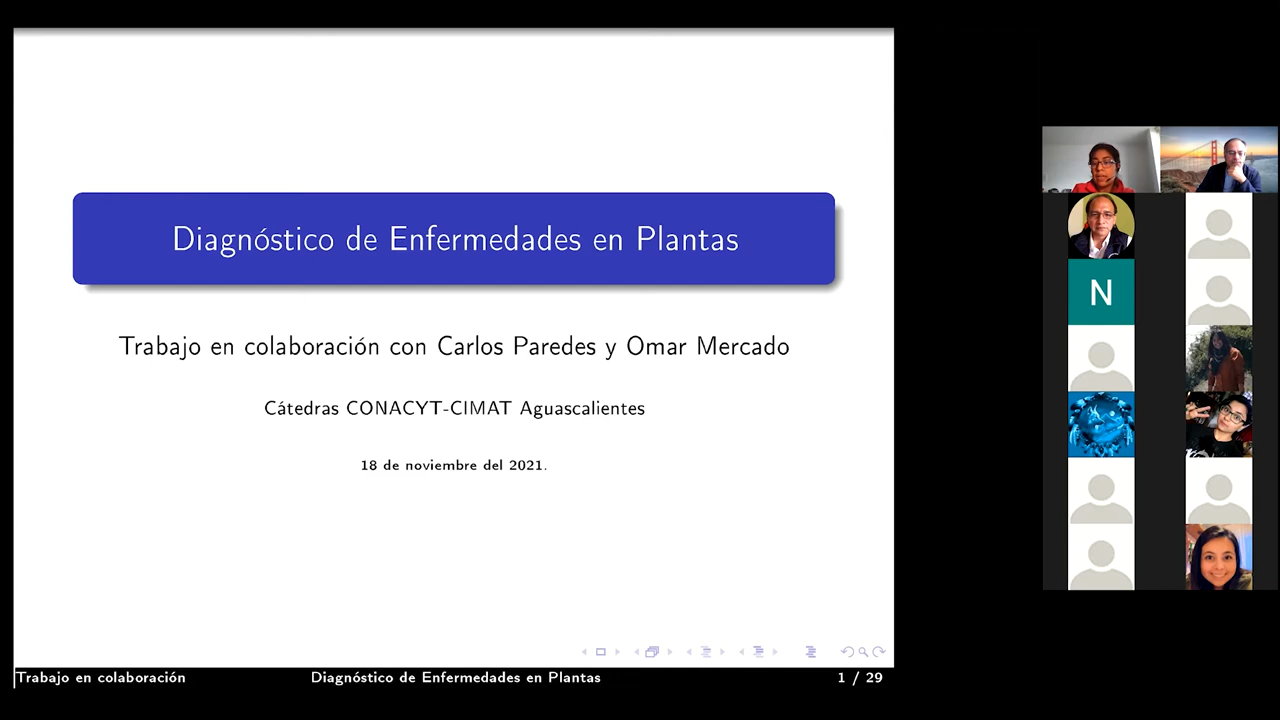 Diagnóstico de Enfermedades en Plantas
Trabajo en colaboración con Carlos Paredes y Omar Mercado
Cátedras CONACYT-CIMAT Aguascalientes
18 de noviembre del 2021.
Trabajo en colaboración
Diagnóstico de Enfermedades en Plantas
1 / 29
N